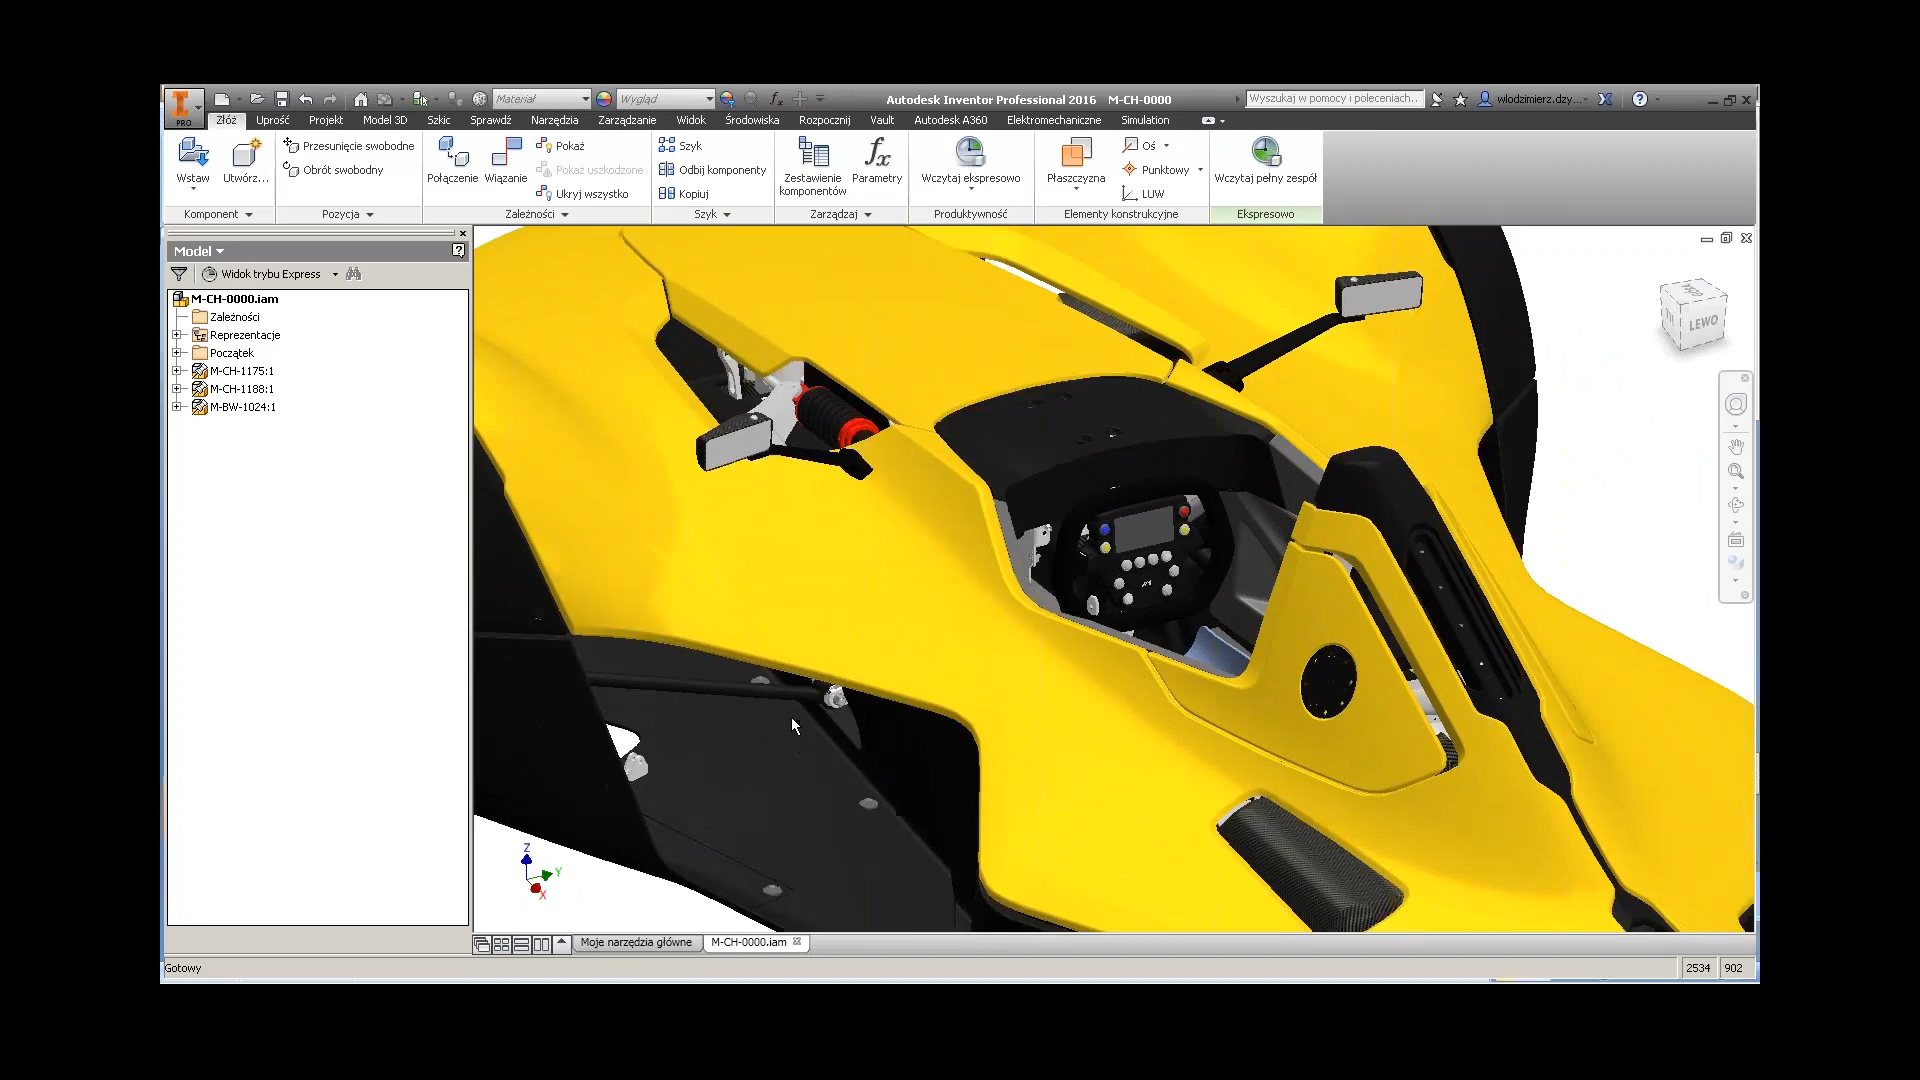 Materiał
Wygląd
Autodesk Inventor Professional 2016 M-CH-0000
Wyszukaj w pomocy i poleceniach...
wlodzimierz.dzy...
PRO
Złóż
Uprość
Projekt
Model 3D
Szkic
Sprawdź
Narzędzia
Zarządzanie
Widok
Środowiska
Rozpocznij
Vault
Autodesk A360
Elektromechaniczne
Simulation
Wstaw
Utwórz...
Komponent
Przesunięcie swobodne
Obrót swobodny
Pozycja
Połączenie
Wiązanie
Pokaż
Pokaż uszkodzone
Ukryj wszystko
Zależności
Szyk
Odbij komponenty
Kopiuj
Szyk
Zestawienie
komponentów
fx
Parametry
Zarządzaj
Wczytaj ekspresowo
Produktywność
Płaszczyzna
Oś
Punktowy
LUW
Elementy konstrukcyjne
Wczytaj pełny zespół
Ekspresowo
Model
Widok trybu Express
M-CH-0000.iam
Zależności
Reprezentacje
Początek
M-CH-1175:1
M-CH-1188:1
M-BW-1024:1
GÓRA
LEWO
Z
Y
X
Moje narzędzia główne
M-CH-0000.iam
Gotowy
2534
902